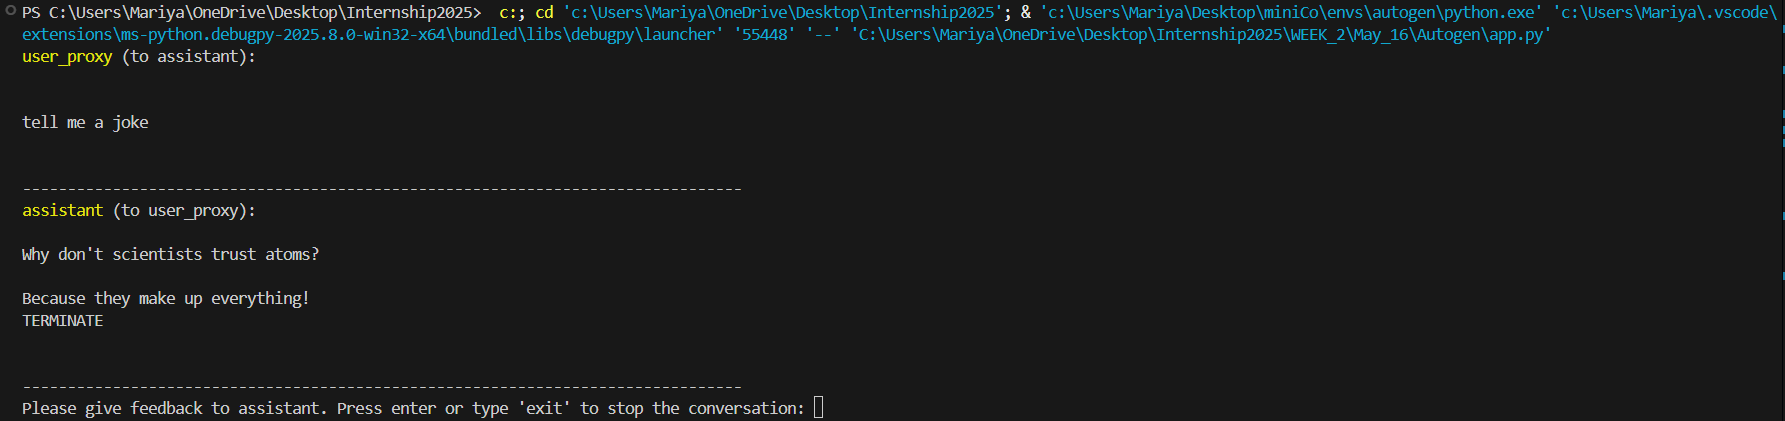 PS C:\Users\Mariya\OneDrive\Desktop\Internship2025>  c:; cd 'c:\Users\Mariya\OneDrive\Desktop\Internship2025'; & 'c:\Users\Mariya\Desktop\miniCo\envs\autogen\python.exe' 'c:\Users\Mariya\.vscode\
extensions\ms-python.debugpy-2025.8.0-win32-x64\bundled\libs\debugpy\launcher' '55448' '--' 'C:\Users\Mariya\OneDrive\Desktop\Internship2025\WEEK_2\May_16\Autogen\app.py'
user_proxy (to assistant):
tell me a joke
--------------------------------------------------------------------------------
assistant (to user_proxy):
Why don't scientists trust atoms?
Because they make up everything!
TERMINATE
--------------------------------------------------------------------------------
Please give feedback to assistant. Press enter or type 'exit' to stop the conversation: